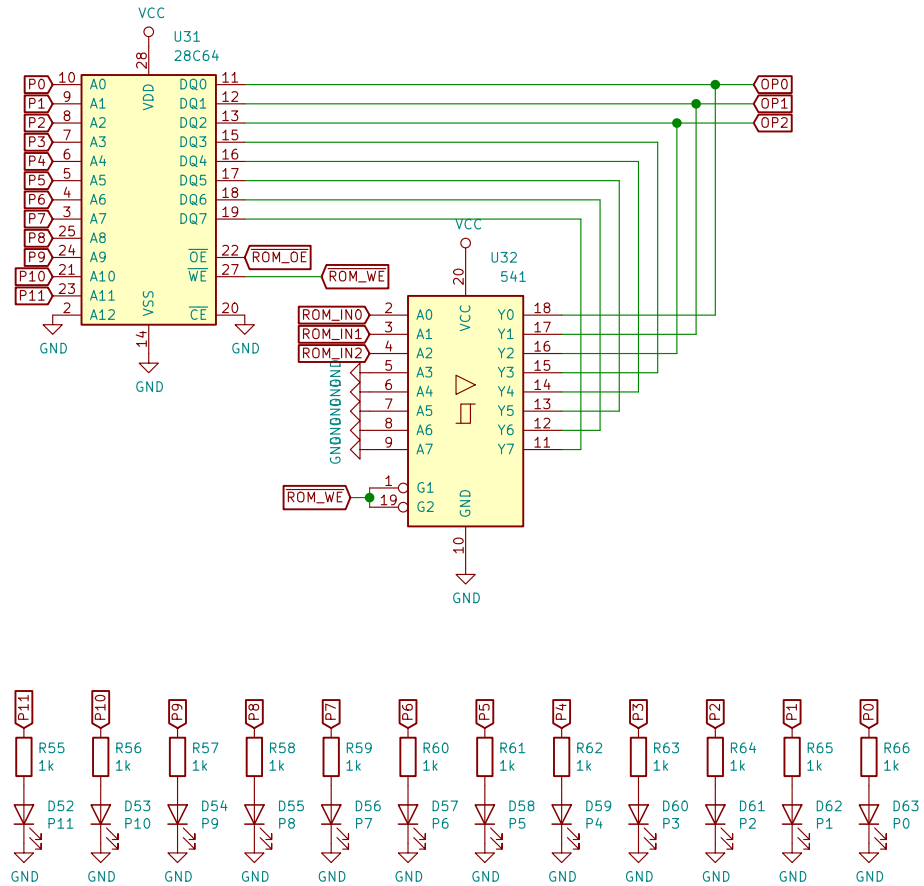 VCC
U31
28C64
28
VDD
P0 10 A0 DQ0 11 OP0
P1 9 A1 DQ1 12 OP1
P2 8 A2 DQ2 13 OP2
P3 7 A3 DQ3 15
P4 6 A4 DQ4 16
P5 5 A5 DQ5 17
P6 4 A6 DQ6 18
P7 3 A7 DQ7 19
P8 25 A8
P9 24 A9 OE 22 ROM_OE
P10 21 A10 WE 27 ROM_WE
P11 23 A11
2 A12 CE 20
VSS
14
GND
GND
GND
VCC
U32
541
20
VCC
ROM_IN0 2 A0 Y0 18
ROM_IN1 3 A1 Y1 17
ROM_IN2 4 A2 Y2 16
GND 5 A3 Y3 15
GND 6 A4 Y4 14
GND 7 A5 Y5 13
GND 8 A6 Y6 12
GND 9 A7 Y7 11
ROM_WE
1 G1
19 G2
GND
10
GND
P11 P10 P9 P8 P7 P6 P5 P4 P3 P2 P1 P0
R55 R56 R57 R58 R59 R60 R61 R62 R63 R64 R65 R66
1k 1k 1k 1k 1k 1k 1k 1k 1k 1k 1k 1k
D52 D53 D54 D55 D56 D57 D58 D59 D60 D61 D62 D63
P11 P10 P9 P8 P7 P6 P5 P4 P3 P2 P1 P0
GND GND GND GND GND GND GND GND GND GND GND GND